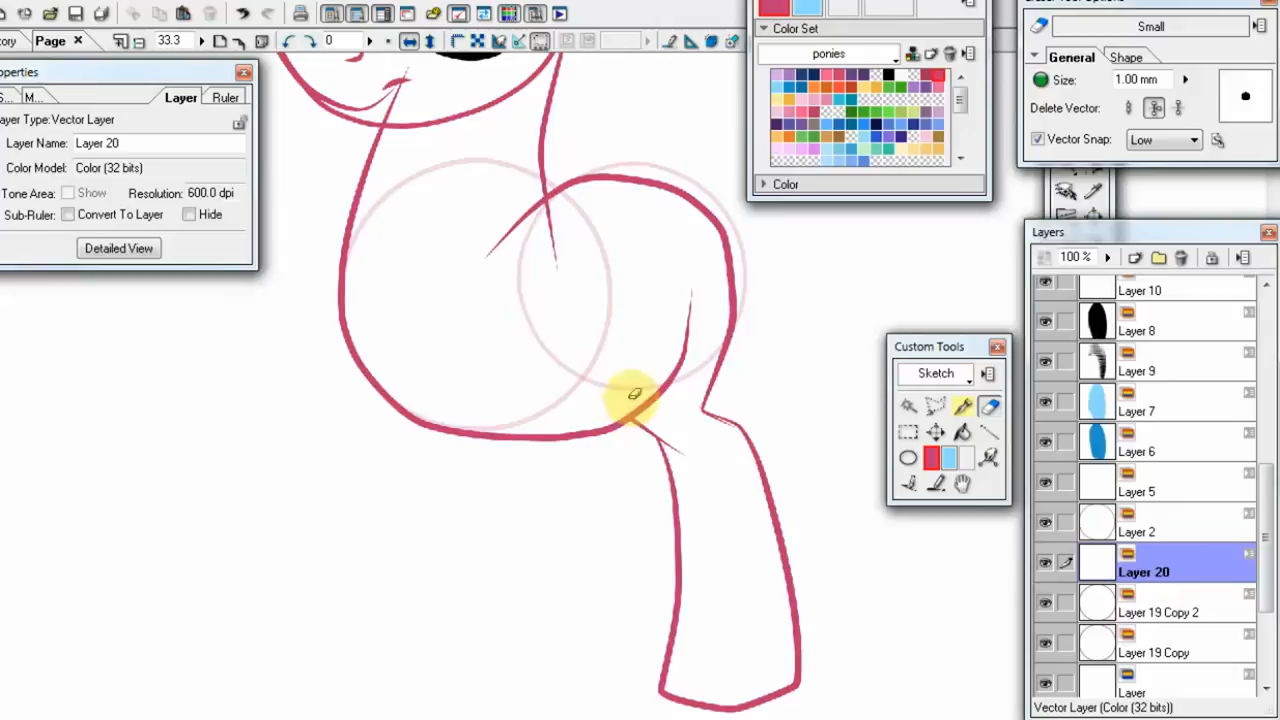 tory
Page
33.3
0
operties
S...
M...
Layer
Ruler
ayer Type:Vector Layer
Layer Name:
Layer 20
Color Model:
Color (32 bits)
Tone Area:
Show
Resolution:
600.0 dpi
Sub-Ruler:
Convert To Layer
Hide
Detailed View
Color Set
ponies
Color
Small
General
Shape
Size:
1.00 mm
Delete Vector:
Vector Snap:
Low
Custom Tools
Sketch
Layers
100 %
Layer 10
Layer 8
Layer 9
Layer 7
Layer 6
Layer 5
Layer 2
Layer 20
Layer 19 Copy 2
Layer 19 Copy
Layer
Vector Layer (Color (32 bits))